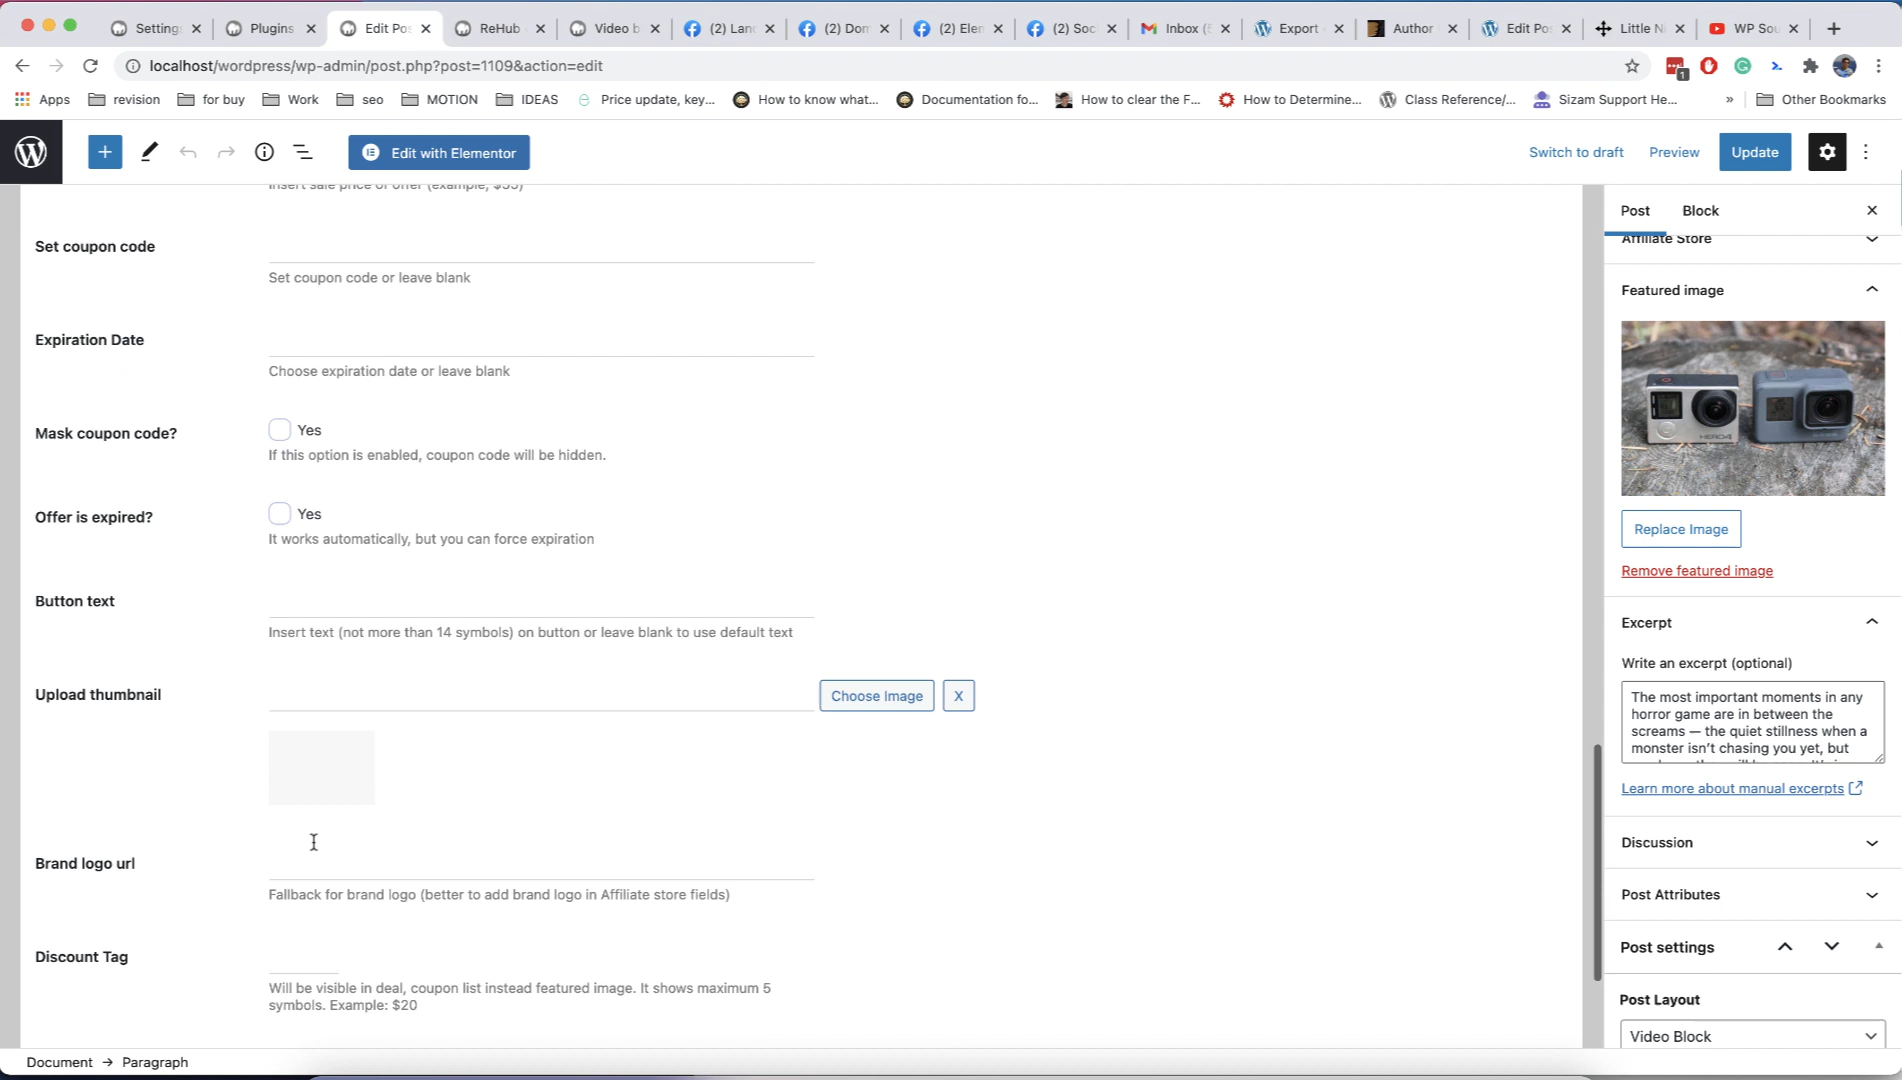 Setting
Plugins
Edit Pos
ReHub
Video b
(2) Lan
(2) Dom
(2) Elen
(2) Soc
Inbox (5
Export
Author
Edit Pos
Little N
WP Sou
localhost/wordpress/wp-admin/post.php?post=1109&action=edit
1
Apps
revision
for buy
Work
seo
MOTION
IDEAS
Price update, key...
How to know what...
Documentation fo...
How to clear the F...
How to Determine...
Class Reference/...
Sizam Support He...
»
Other Bookmarks
Edit with Elementor
Switch to draft
Preview
Update
Insert sale price or offer (example, $55)
Set coupon code
Set coupon code or leave blank
Expiration Date
Choose expiration date or leave blank
Mask coupon code?
Yes
If this option is enabled, coupon code will be hidden.
Offer is expired?
Yes
It works automatically, but you can force expiration
Button text
Insert text (not more than 14 symbols) on button or leave blank to use default text
Upload thumbnail
Choose Image
X
Brand logo url
Fallback for brand logo (better to add brand logo in Affiliate store fields)
Discount Tag
Will be visible in deal, coupon list instead featured image. It shows maximum 5
symbols. Example: $20
Post
Block
Affiliate Store
Featured image
HERO4
Replace Image
Remove featured image
Excerpt
Write an excerpt (optional)
The most important moments in any
horror game are in between the
screams — the quiet stillness when a
monster isn't chasing you yet, but
Learn more about manual excerpts
Discussion
Post Attributes
Post settings
Post Layout
Video Block
Document → Paragraph